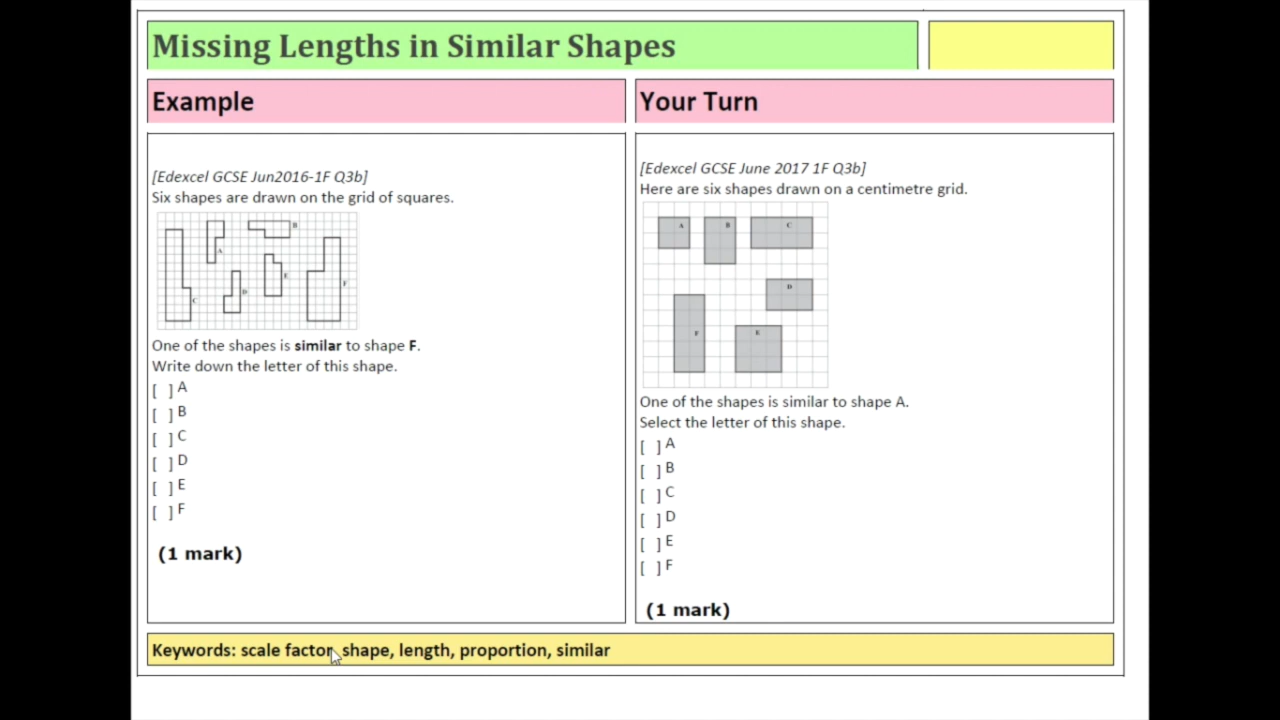 Missing Lengths in Similar Shapes
Example
[Edexcel GCSE Jun2016-1F Q3b]
Six shapes are drawn on the grid of squares.
B
A
E
F
D
C
One of the shapes is similar to shape F.
Write down the letter of this shape.
[ ] A
[ ] B
[ ] C
[ ] D
[ ] E
[ ] F
(1 mark)
Your Turn
[Edexcel GCSE June 2017 1F Q3b]
Here are six shapes drawn on a centimetre grid.
A
B
C
D
F
E
One of the shapes is similar to shape A.
Select the letter of this shape.
[ ] A
[ ] B
[ ] C
[ ] D
[ ] E
[ ] F
(1 mark)
Keywords: scale factor, shape, length, proportion, similar